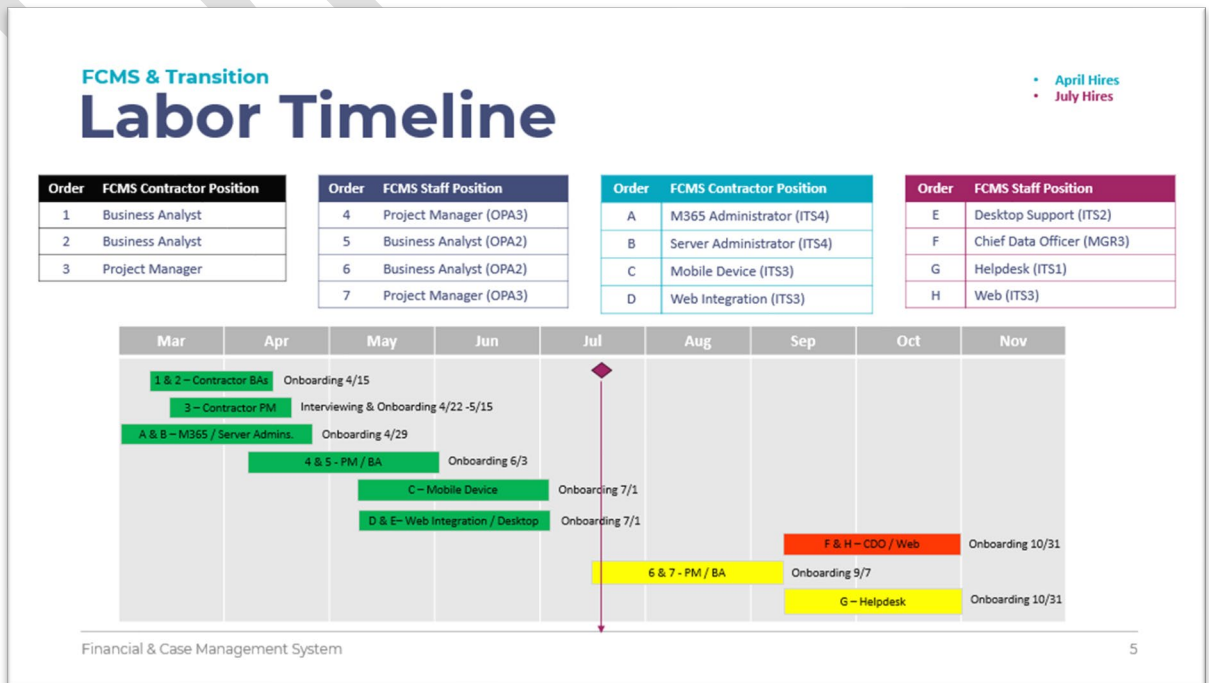 FCMS & Transition
Labor Timeline
• April Hires
• July Hires
Order FCMS Contractor Position
1 Business Analyst
2 Business Analyst
3 Project Manager
Order FCMS Staff Position
4 Project Manager (OPA3)
5 Business Analyst (OPA2)
6 Business Analyst (OPA2)
7 Project Manager (OPA3)
Order FCMS Contractor Position
A M365 Administrator (ITS4)
B Server Administrator (ITS4)
C Mobile Device (ITS3)
D Web Integration (ITS3)
Order FCMS Staff Position
E Desktop Support (ITS2)
F Chief Data Officer (MGR3)
G Helpdesk (ITS1)
H Web (ITS3)
Mar Apr May Jun Jul Aug Sep Oct Nov
1 & 2 – Contractor BAs Onboarding 4/15
3 – Contractor PM Interviewing & Onboarding 4/22 -5/15
A & B – M365 / Server Admins. Onboarding 4/29
4 & 5 - PM / BA Onboarding 6/3
C – Mobile Device Onboarding 7/1
D & E– Web Integration / Desktop Onboarding 7/1
F & H – CDO / Web Onboarding 10/31
6 & 7 - PM / BA Onboarding 9/7
G – Helpdesk Onboarding 10/31
Financial & Case Management System 5